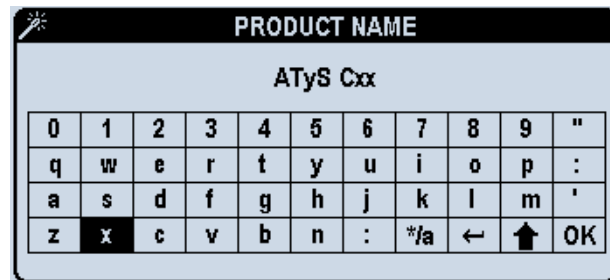 PRODUCT NAME
ATyS Cxx
0 1 2 3 4 5 6 7 8 9 "
q w e r t y u i o p :
a s d f g h j k l m '
z x c v b n : */a ← ⬆ OK